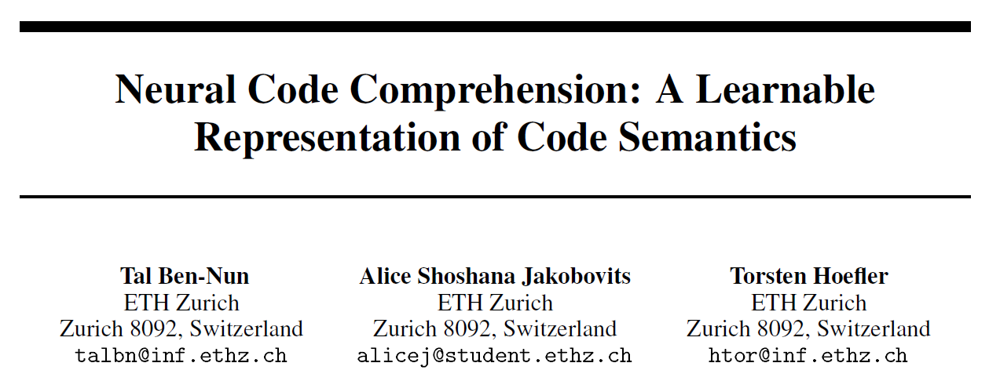 Neural Code Comprehension: A Learnable
Representation of Code Semantics
Tal Ben-Nun
ETH Zurich
Zurich 8092, Switzerland
talbn@inf.ethz.ch
Alice Shoshana Jakobovits
ETH Zurich
Zurich 8092, Switzerland
alicej@student.ethz.ch
Torsten Hoefler
ETH Zurich
Zurich 8092, Switzerland
htor@inf.ethz.ch